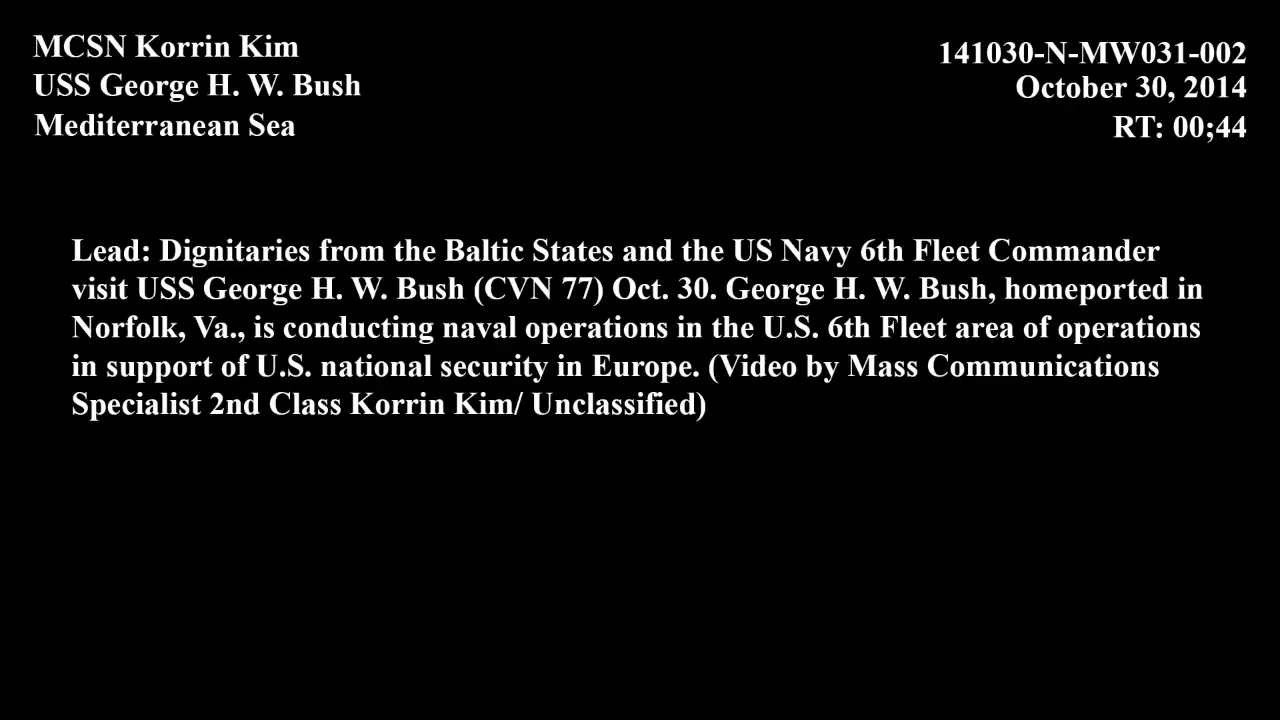 MCSN Korrin Kim
USS George H. W. Bush
Mediterranean Sea
141030-N-MW031-002
October 30, 2014
RT: 00;44
Lead: Dignitaries from the Baltic States and the US Navy 6th Fleet Commander
visit USS George H. W. Bush (CVN 77) Oct. 30. George H. W. Bush, homeported in
Norfolk, Va., is conducting naval operations in the U.S. 6th Fleet area of operations
in support of U.S. national security in Europe. (Video by Mass Communications
Specialist 2nd Class Korrin Kim/ Unclassified)